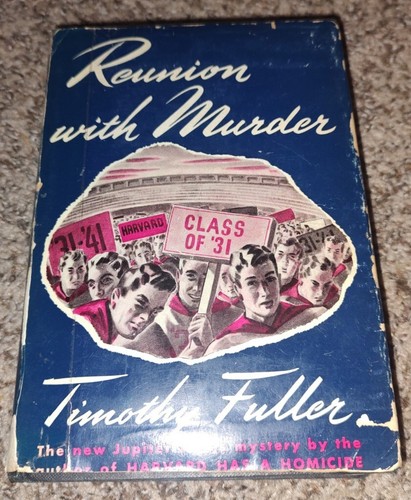 Reunion
with Murder
'31-'41
HARVARD
CLASS
OF '31
31-
Timothy Fuller
The new Jupiter mystery by the
author of HARVARD HAS A HOMICIDE